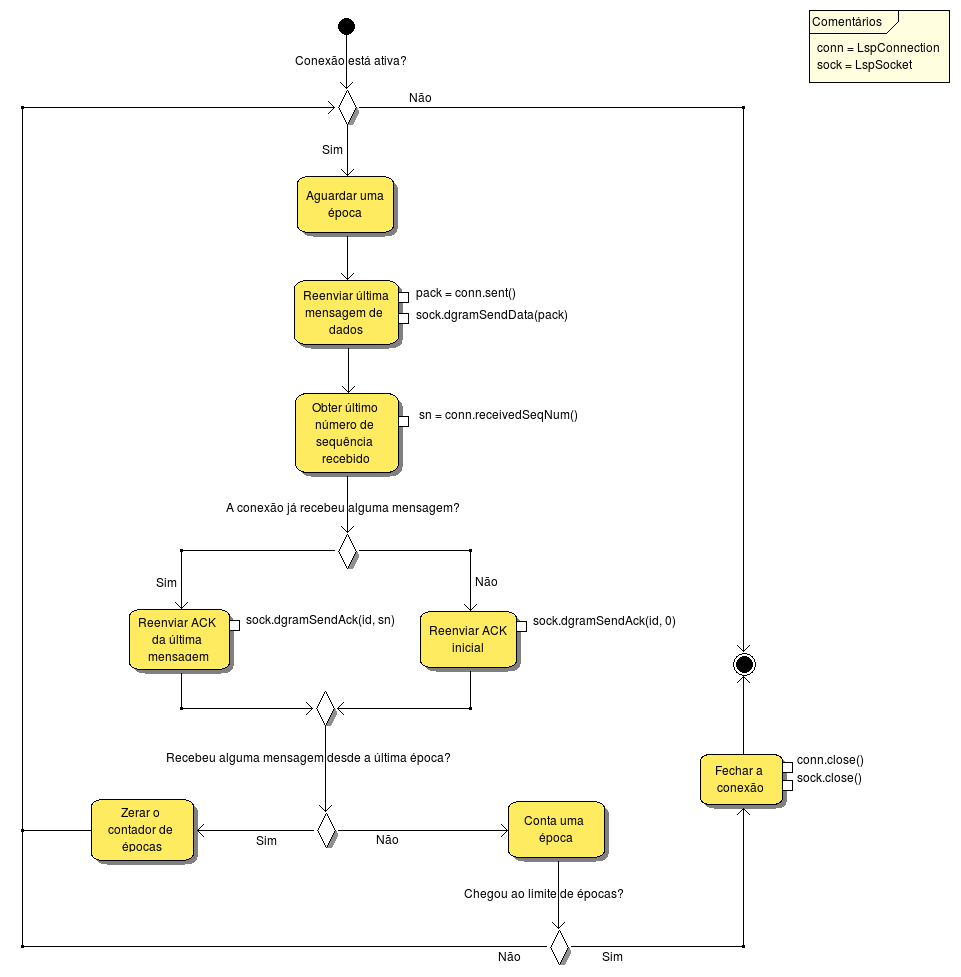 Comentários
conn = LspConnection
sock = LspSocket
Conexão está ativa?
Não
Sim
Aguardar uma
época
Reenviar última
mensagem de
dados
pack = conn.sent()
sock.dgramSendData(pack)
Obter último
número de
sequência
recebido
sn = conn.receivedSeqNum()
A conexão já recebeu alguma mensagem?
Sim
Não
Reenviar ACK
da última
mensagem
sock.dgramSendAck(id, sn)
Reenviar ACK
inicial
sock.dgramSendAck(id, 0)
Recebeu alguma mensagem desde a última época?
Fechar a
conexão
conn.close()
sock.close()
Zerar o
contador de
épocas
Sim
Não
Conta uma
época
Chegou ao limite de épocas?
Não
Sim